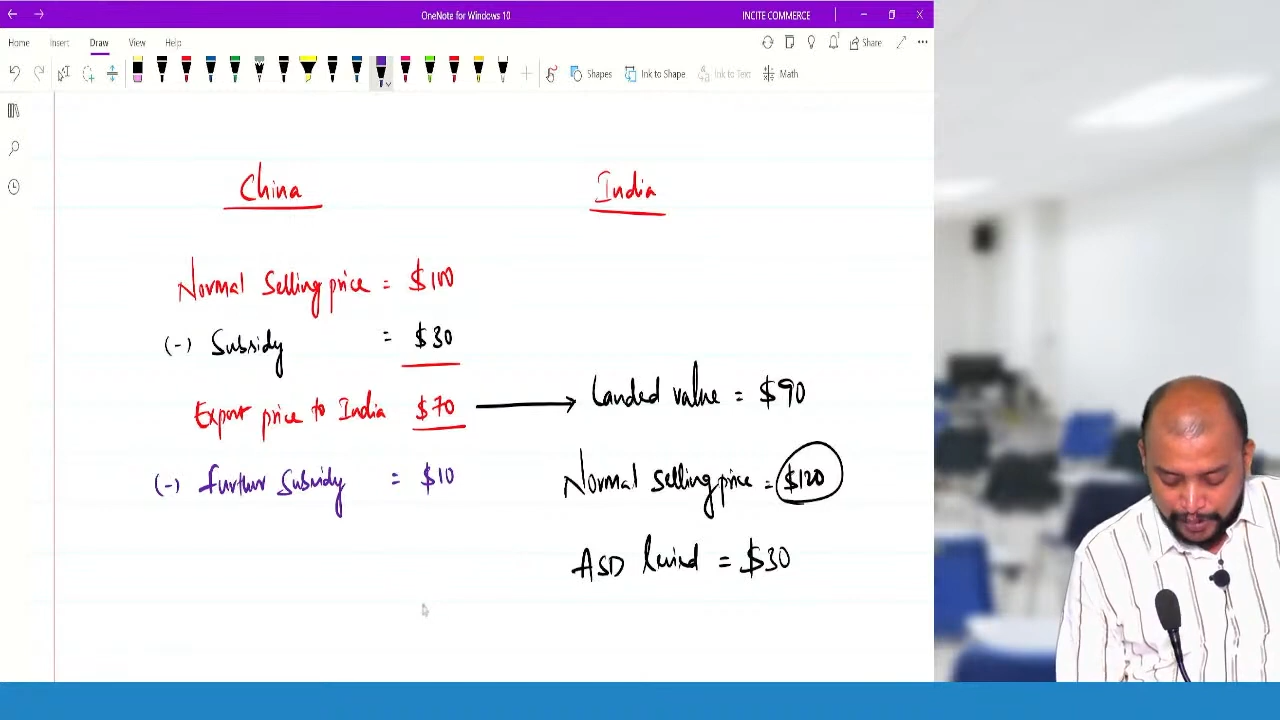 OneNote for Windows 10
INCITE COMMERCE
Home Insert Draw View Help
Share
Shapes Ink to Shape Ink to Text Math
China
India
Normal Selling price = $100
(-) Subsidy = $30
Export price to India $70
Landed value = $90
(-) further Subsidy = $10
Normal selling price = $120
ASD levied = $30